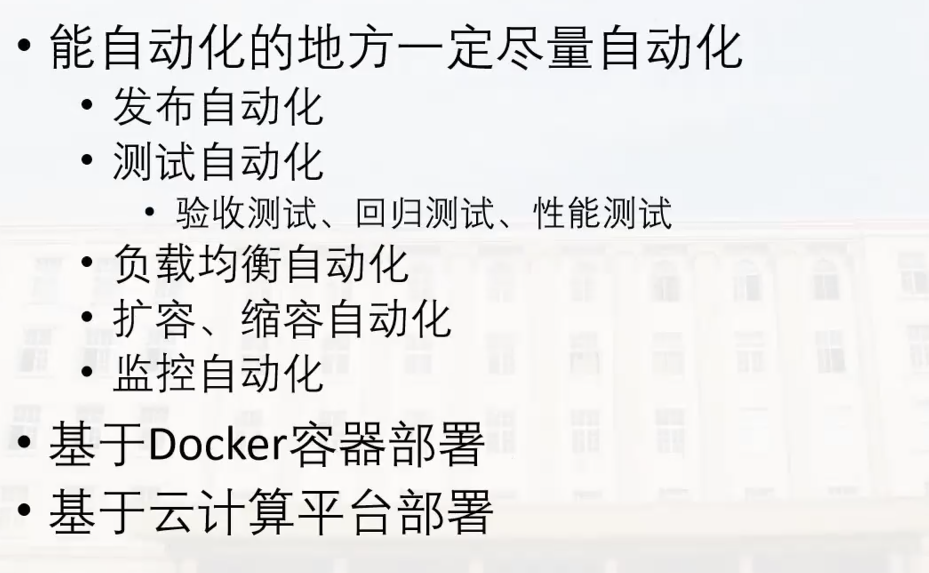 • 能自动化的地方一定尽量自动化
• 发布自动化
• 测试自动化
• 验收测试、回归测试、性能测试
• 负载均衡自动化
• 扩容、缩容自动化
• 监控自动化
• 基于Docker容器部署
• 基于云计算平台部署